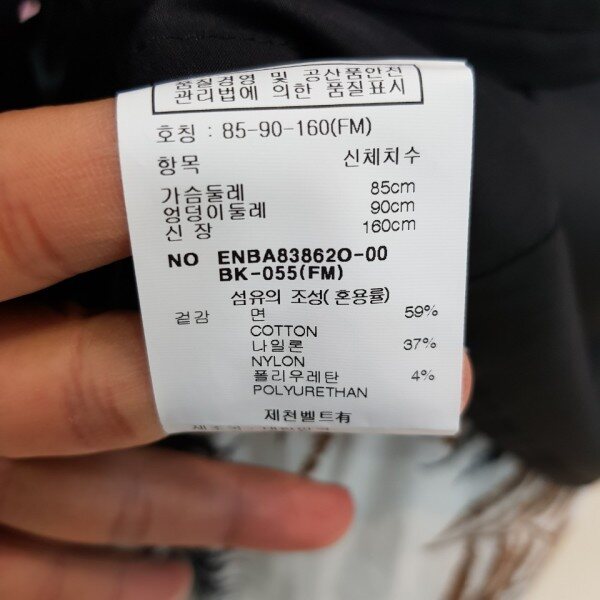 품질경영 및 공산품안전
관리법에 의한 품질표시
호칭 : 85-90-160(FM)
항목 신체치수
가슴둘레 85cm
엉덩이둘레 90cm
신 장 160cm
NO ENBA83862O-00
BK-055(FM)
섬유의 조성( 혼용률)
겉감 면 59%
COTTON
나일론 37%
NYLON
폴리우레탄 4%
POLYURETHAN
제천벨트有